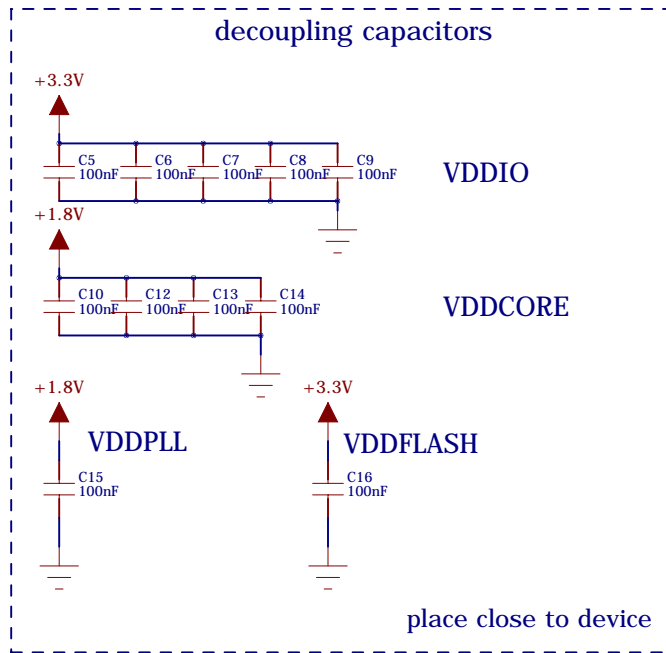 decoupling capacitors
+3.3V
C5 C6 C7 C8 C9
100nF 100nF 100nF 100nF 100nF
VDDIO
+1.8V
C10 C12 C13 C14
100nF 100nF 100nF 100nF
VDDCORE
+1.8V +3.3V
VDDPLL VDDFLASH
C15 C16
100nF 100nF
place close to device